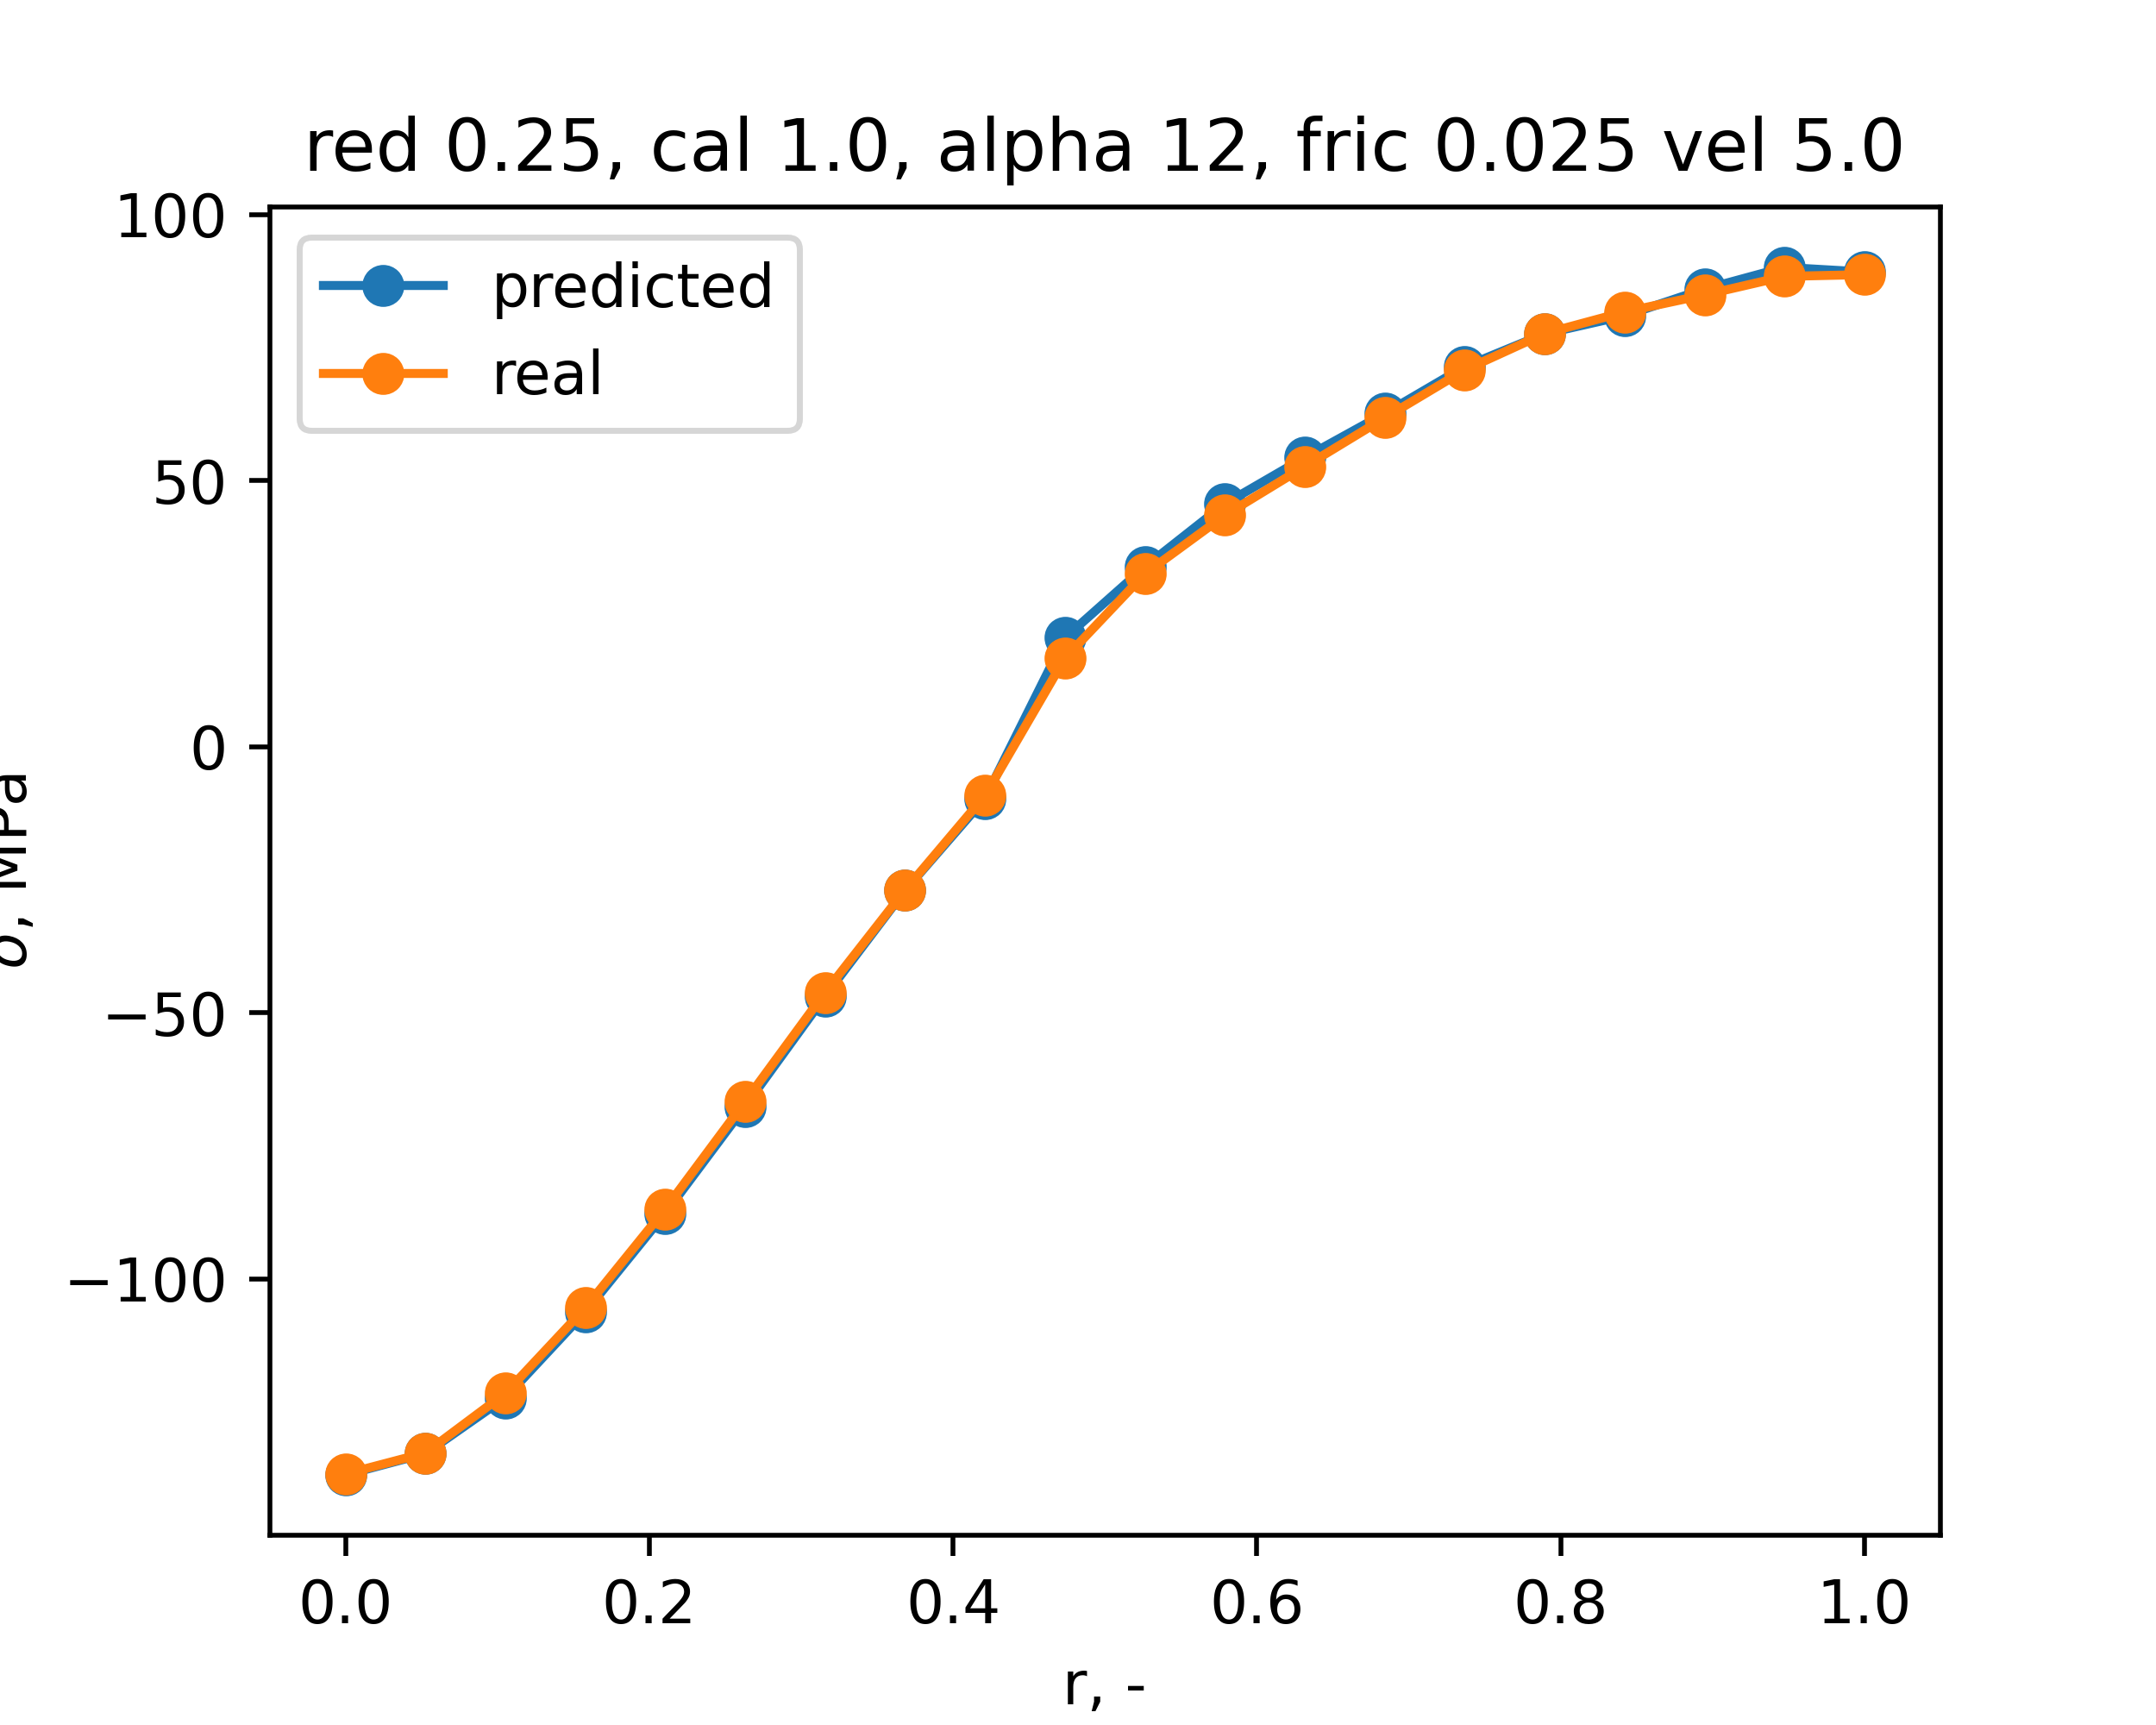 red 0.25, cal 1.0, alpha 12, fric 0.025 vel 5.0
predicted
real
100
50
0
−50
−100
σ, MPa
0.0 0.2 0.4 0.6 0.8 1.0
r, -